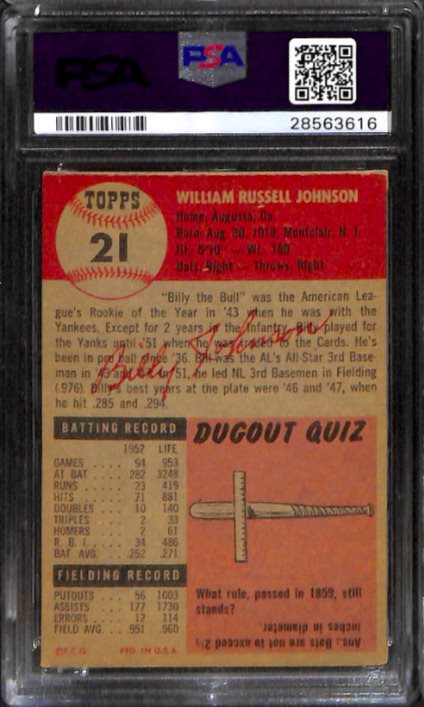 PSA
PSA
28563616
TOPPS
21
WILLIAM RUSSELL JOHNSON
Home: Augusta, Ga.
Born: Aug. 30, 1918, Montclair, N. J.
Ht.: 5'10" — Wt.: 180
Bats: Right — Throws: Right
"Billy the Bull" was the American Lea-
gue's Rookie of the Year in '43 when he was with the
Yankees. Except for 2 years in the Infantry, Bill played for
the Yanks until '51 when he was traded to the Cards. He's
been in pro ball since '36. Bill was the AL's All-Star 3rd Base-
man in '43 and in '51, he led NL 3rd Basemen in Fielding
(.976) Billy's best years at the plate were '46 and '47, when
he hit .285 and .294.
Billy Johnson
BATTING RECORD
1952 LIFE
GAMES 94 953
AT BAT 282 3248
RUNS 23 419
HITS 71 881
DOUBLES 10 140
TRIPLES 2 33
HOMERS 2 61
R. B. I. 34 486
BAT AVG. .252 .271
FIELDING RECORD
PUTOUTS 56 1003
ASSISTS 177 1730
ERRORS 12 114
FIELD AVG. .951 .960
©T.C.G. PTD. IN U.S.A.
DUGOUT QUIZ
What rule, passed in 1859, still
stands?
Ans.: Bats are not to exceed 2½
inches in diameter.